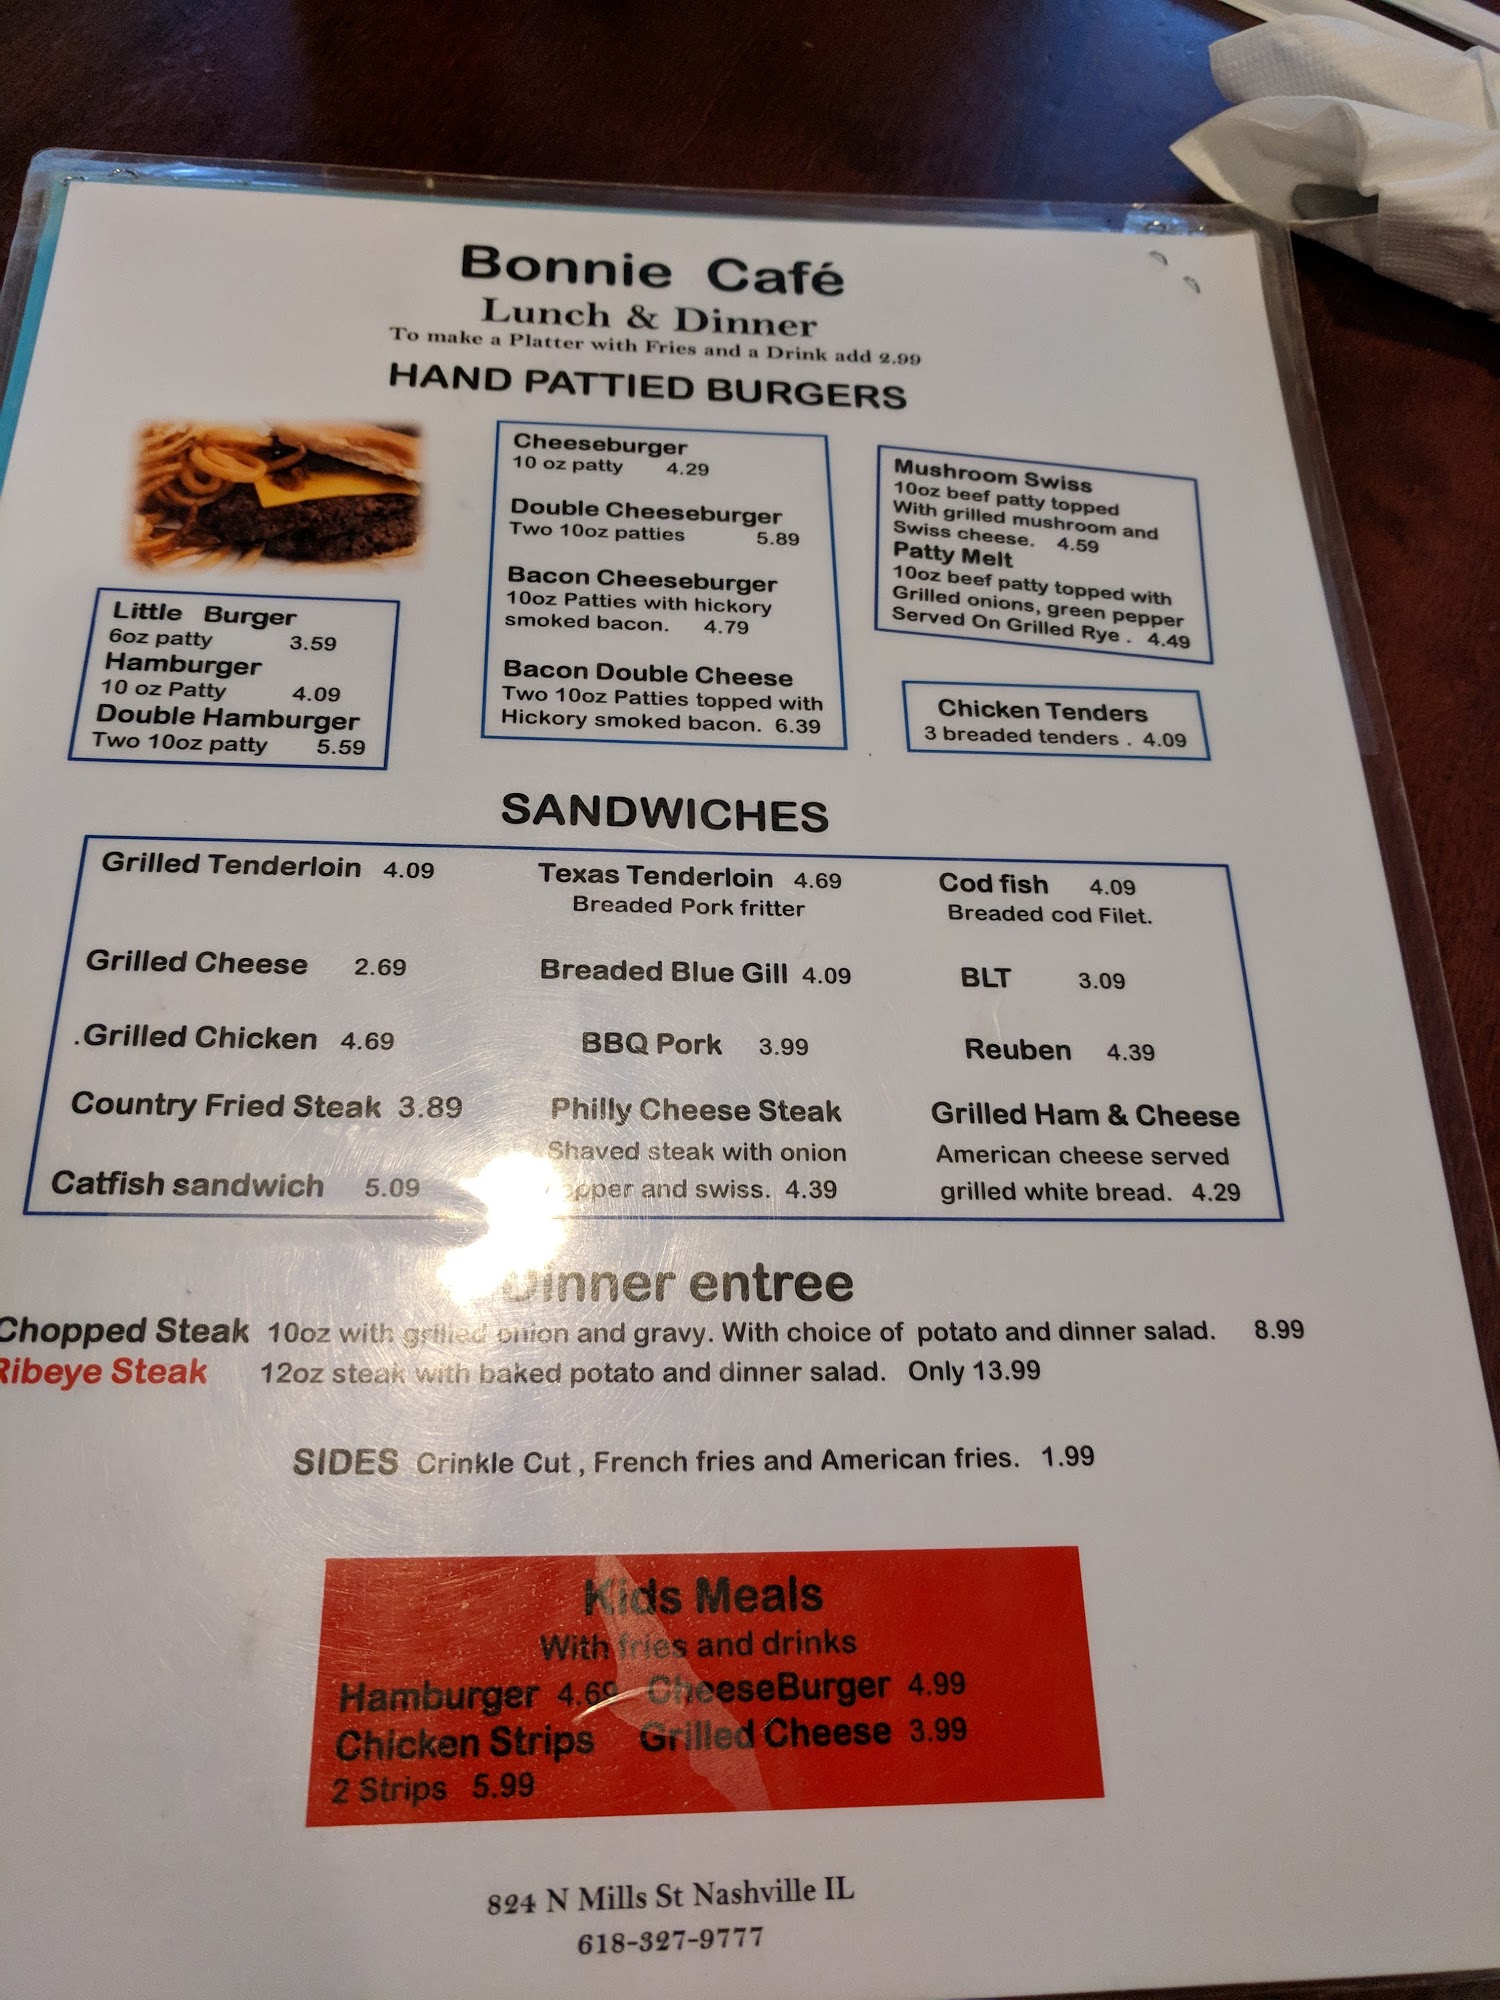 Bonnie Café
Lunch & Dinner
To make a Platter with Fries and a Drink add 2.99
HAND PATTIED BURGERS
Little Burger
6oz patty 3.59
Hamburger
10 oz Patty 4.09
Double Hamburger
Two 10oz patty 5.59
Cheeseburger
10 oz patty 4.29
Double Cheeseburger
Two 10oz patties 5.89
Bacon Cheeseburger
10oz Patties with hickory
smoked bacon. 4.79
Bacon Double Cheese
Two 10oz Patties topped with
Hickory smoked bacon. 6.39
Mushroom Swiss
10oz beef patty topped
With grilled mushroom and
Swiss cheese. 4.59
Patty Melt
10oz beef patty topped with
Grilled onions, green pepper
Served On Grilled Rye . 4.49
Chicken Tenders
3 breaded tenders . 4.09
SANDWICHES
Grilled Tenderloin 4.09
Grilled Cheese 2.69
.Grilled Chicken 4.69
Country Fried Steak 3.89
Catfish sandwich 5.09
Texas Tenderloin 4.69
Breaded Pork fritter
Breaded Blue Gill 4.09
BBQ Pork 3.99
Philly Cheese Steak
Shaved steak with onion
and swiss. 4.39
Cod fish 4.09
Breaded cod Filet.
BLT 3.09
Reuben 4.39
Grilled Ham & Cheese
American cheese served
grilled white bread. 4.29
Dinner entree
Chopped Steak 10oz with grilled onion and gravy. With choice of potato and dinner salad. 8.99
Ribeye Steak 12oz steak with baked potato and dinner salad. Only 13.99
SIDES Crinkle Cut , French fries and American fries. 1.99
Kids Meals
With fries and drinks
Hamburger 4.69 CheeseBurger 4.99
Chicken Strips Grilled Cheese 3.99
2 Strips 5.99
824 N Mills St Nashville IL
618-327-9777